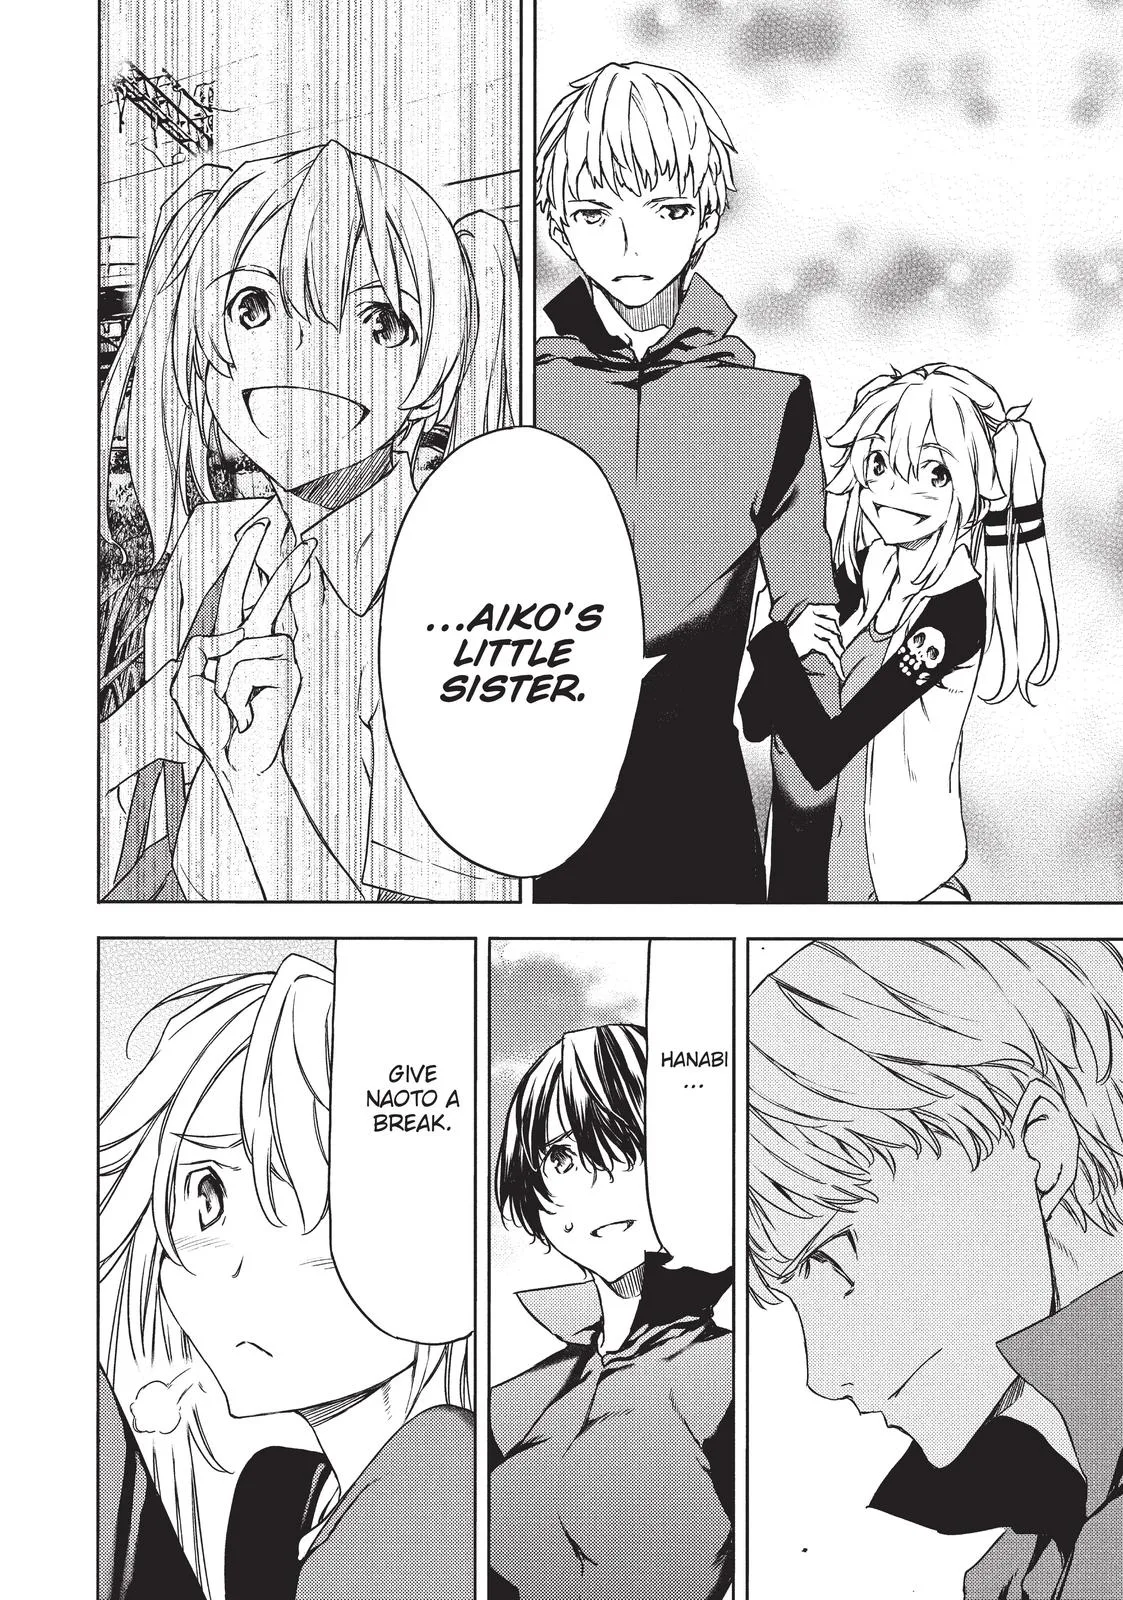 ...AIKO'S
LITTLE
SISTER.
HANABI
...
GIVE
NAOTO A
BREAK.